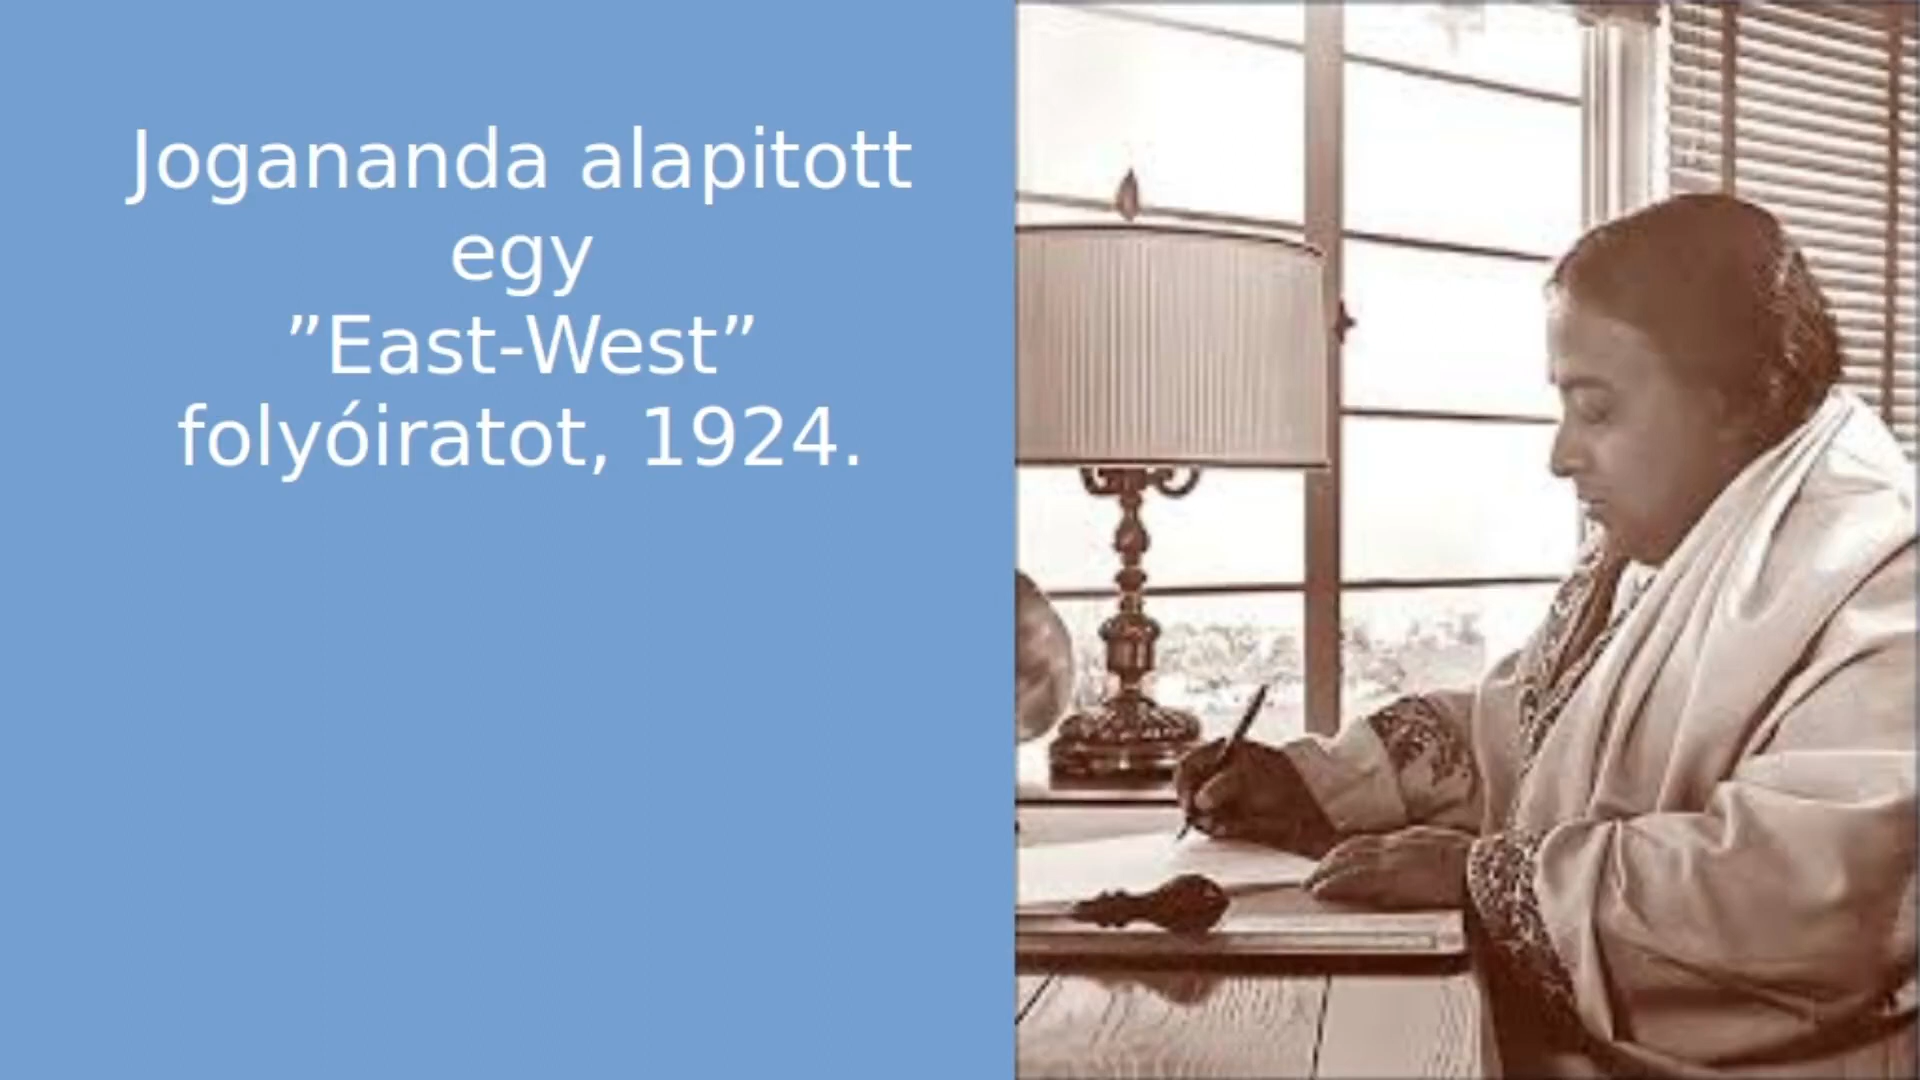 Jogananda alapitott
egy
”East-West”
folyóiratot, 1924.